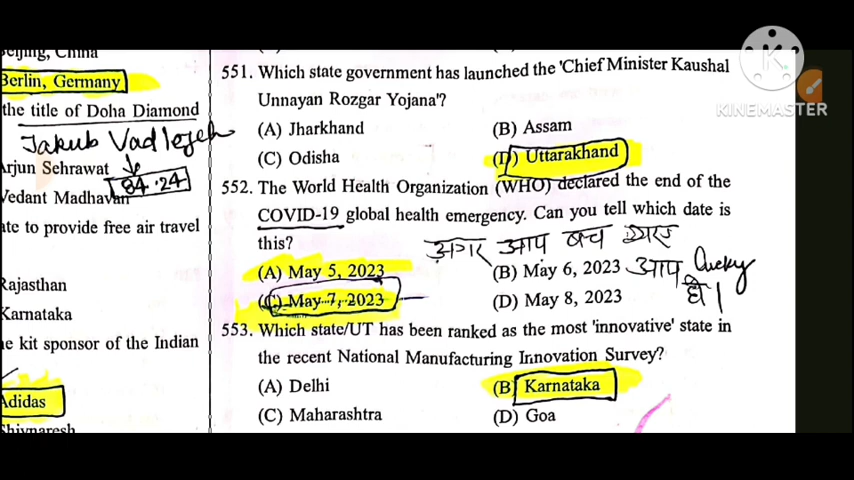 Beijing, China
Berlin, Germany
the title of Doha Diamond
Jakub Vadlejch
Arjun Sehrawat
84.24
Vedant Madhavan
ate to provide free air travel
Rajasthan
Karnataka
he kit sponsor of the Indian
Adidas
Shivnaresh
551. Which state government has launched the 'Chief Minister Kaushal
Unnayan Rozgar Yojana'?
(A) Jharkhand (B) Assam
(C) Odisha (D) Uttarakhand
552. The World Health Organization (WHO) declared the end of the
COVID-19 global health emergency. Can you tell which date is
this?
अगर आप बच गए
(A) May 5, 2023 (B) May 6, 2023
आप lucky
(C) May 7, 2023 (D) May 8, 2023
हो।
553. Which state/UT has been ranked as the most 'innovative' state in
the recent National Manufacturing Innovation Survey?
(A) Delhi (B) Karnataka
(C) Maharashtra (D) Goa
K
KINEMASTER